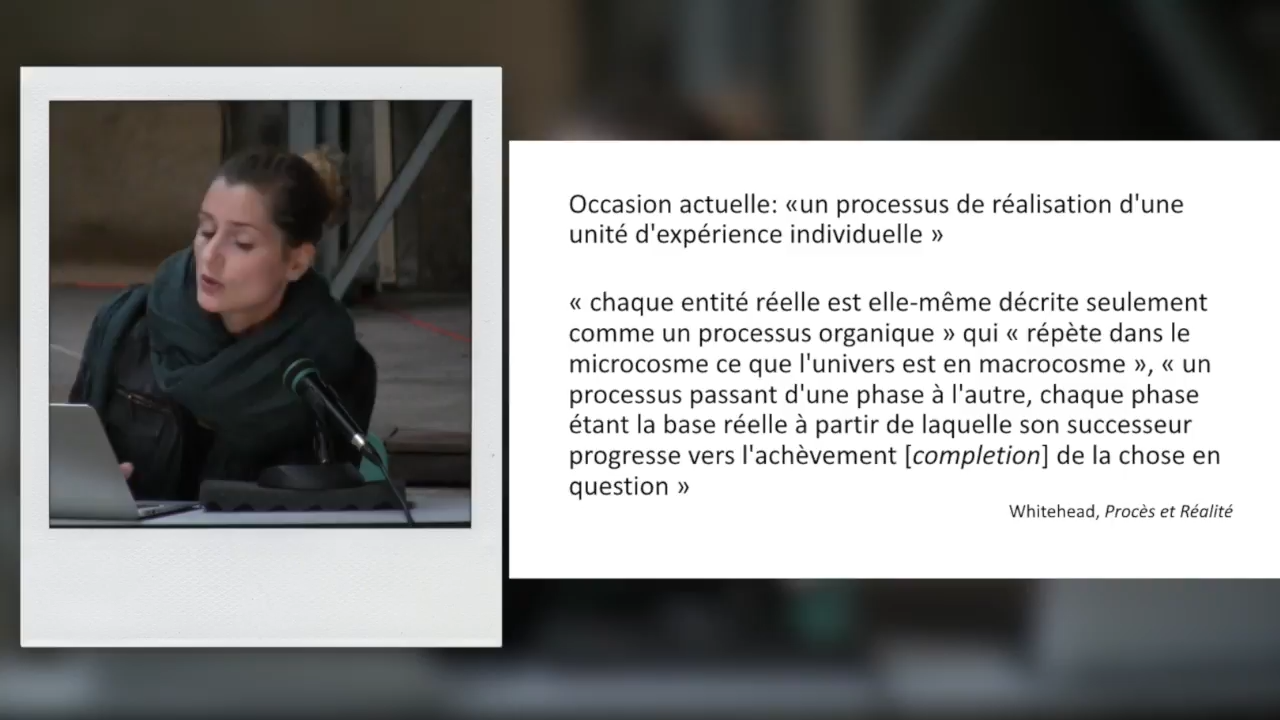 Occasion actuelle: «un processus de réalisation d'une
unité d'expérience individuelle »
« chaque entité réelle est elle-même décrite seulement
comme un processus organique » qui « répète dans le
microcosme ce que l'univers est en macrocosme », « un
processus passant d'une phase à l'autre, chaque phase
étant la base réelle à partir de laquelle son successeur
progresse vers l'achèvement [completion] de la chose en
question »
Whitehead, Procès et Réalité